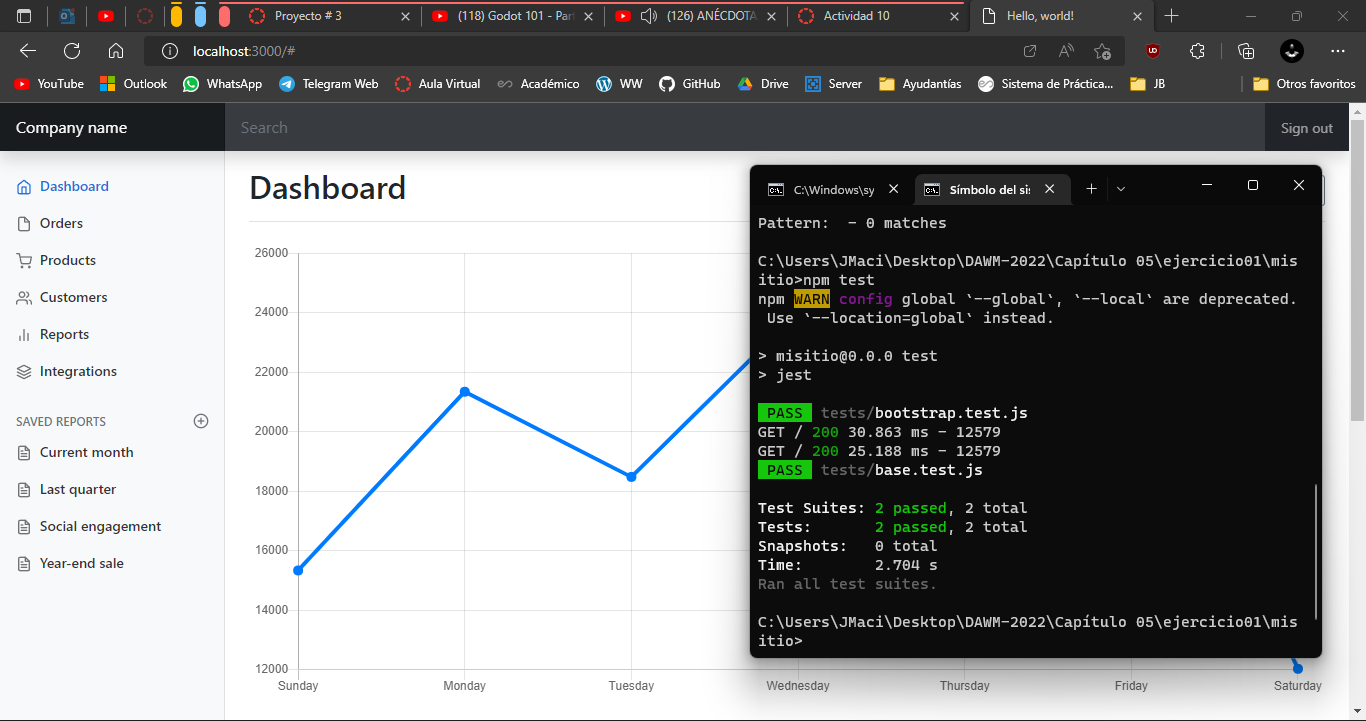 Proyecto # 3
(118) Godot 101 - Par
(126) ANÉCDOTA
Actividad 10
Hello, world!
localhost:3000/#
YouTube
Outlook
WhatsApp
Telegram Web
Aula Virtual
Académico
WW
GitHub
Drive
Server
Ayudantías
Sistema de Práctica...
JB
Otros favoritos
Company name
Search
Sign out
Dashboard
Orders
Products
Customers
Reports
Integrations
SAVED REPORTS
Current month
Last quarter
Social engagement
Year-end sale
Dashboard
26000
24000
22000
20000
18000
16000
14000
12000
Sunday
Monday
Tuesday
Wednesday
Thursday
Friday
Saturday
C:\Windows\sy
Símbolo del si:
Pattern:  - 0 matches
C:\Users\JMaci\Desktop\DAWM-2022\Capítulo 05\ejercicio01\mis
itio>npm test
npm WARN config global `--global`, `--local` are deprecated.
Use `--location=global` instead.
> misitio@0.0.0 test
> jest
PASS tests/bootstrap.test.js
GET / 200 30.863 ms - 12579
GET / 200 25.188 ms - 12579
PASS tests/base.test.js
Test Suites: 2 passed, 2 total
Tests:       2 passed, 2 total
Snapshots:   0 total
Time:        2.704 s
Ran all test suites.
C:\Users\JMaci\Desktop\DAWM-2022\Capítulo 05\ejercicio01\mis
itio>